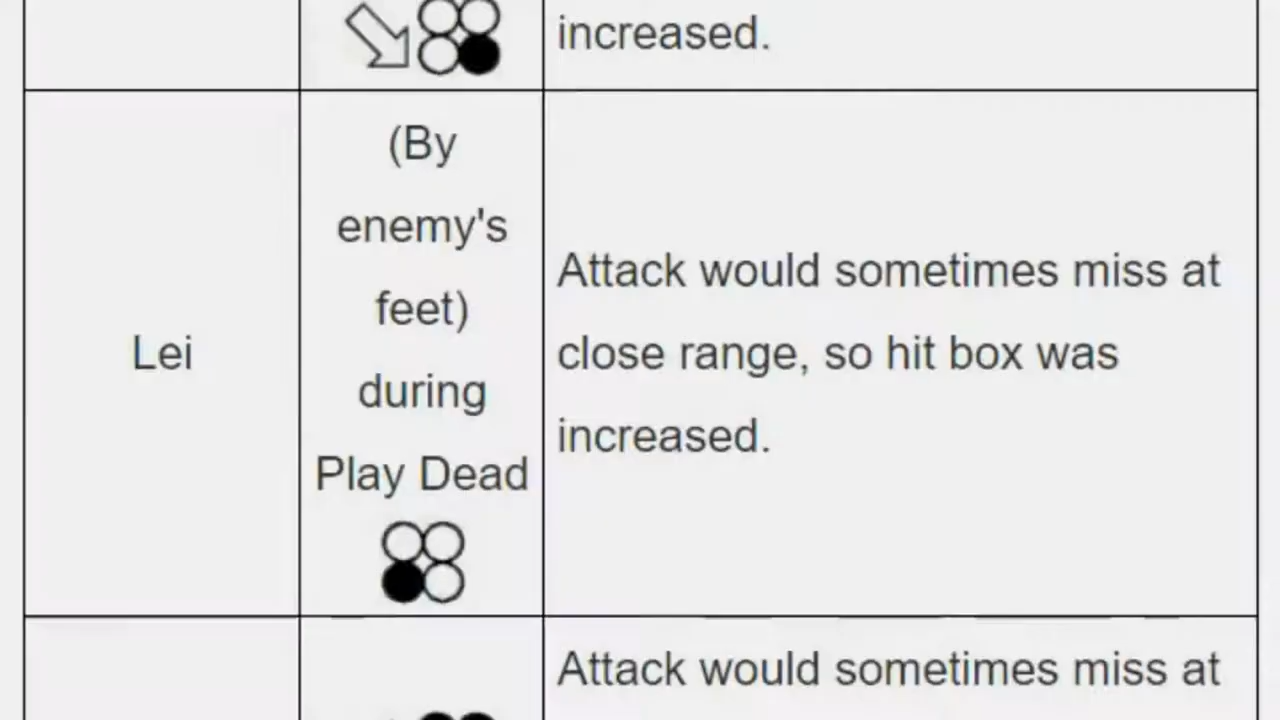 increased.
Lei
(By
enemy's
feet)
during
Play Dead
Attack would sometimes miss at
close range, so hit box was
increased.
Attack would sometimes miss at